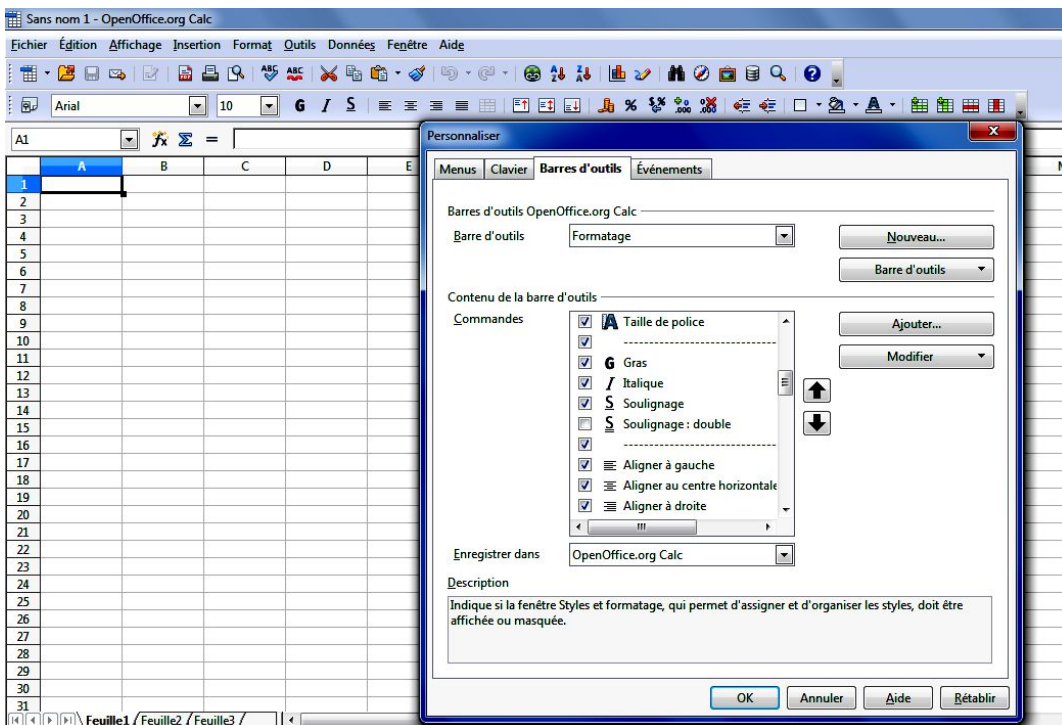 Sans nom 1 - OpenOffice.org Calc
Fichier Édition Affichage Insertion Format Outils Données Fenêtre Aide
ABC ABC
Arial 10 G I S
A1
A B C D E
1
2
3
4
5
6
7
8
9
10
11
12
13
14
15
16
17
18
19
20
21
22
23
24
25
26
27
28
29
30
31
Feuille1 Feuille2 Feuille3
Personnaliser
Menus Clavier Barres d'outils Événements
Barres d'outils OpenOffice.org Calc
Barre d'outils Formatage Nouveau...
Barre d'outils
Contenu de la barre d'outils
Commandes Taille de police Ajouter...
Modifier
G Gras
I Italique
S Soulignage
S Soulignage : double
Aligner à gauche
Aligner au centre horizontale
Aligner à droite
Enregistrer dans OpenOffice.org Calc
Description
Indique si la fenêtre Styles et formatage, qui permet d'assigner et d'organiser les styles, doit être
affichée ou masquée.
OK Annuler Aide Rétablir